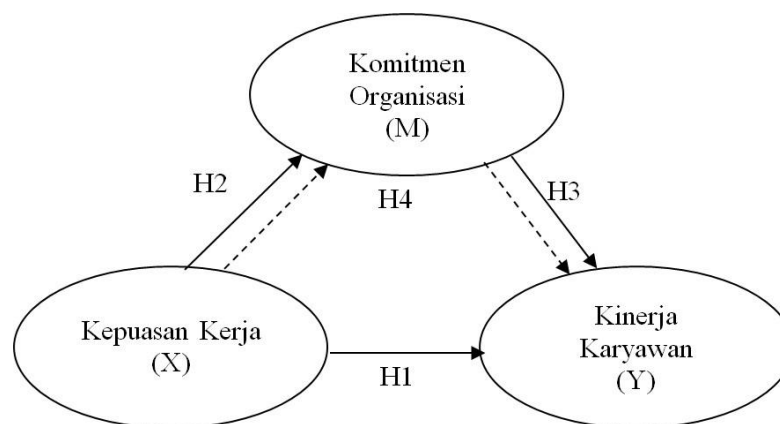 Komitmen
Organisasi
(M)
H2
H4
H3
Kepuasan Kerja
(X)
H1
Kinerja
Karyawan
(Y)